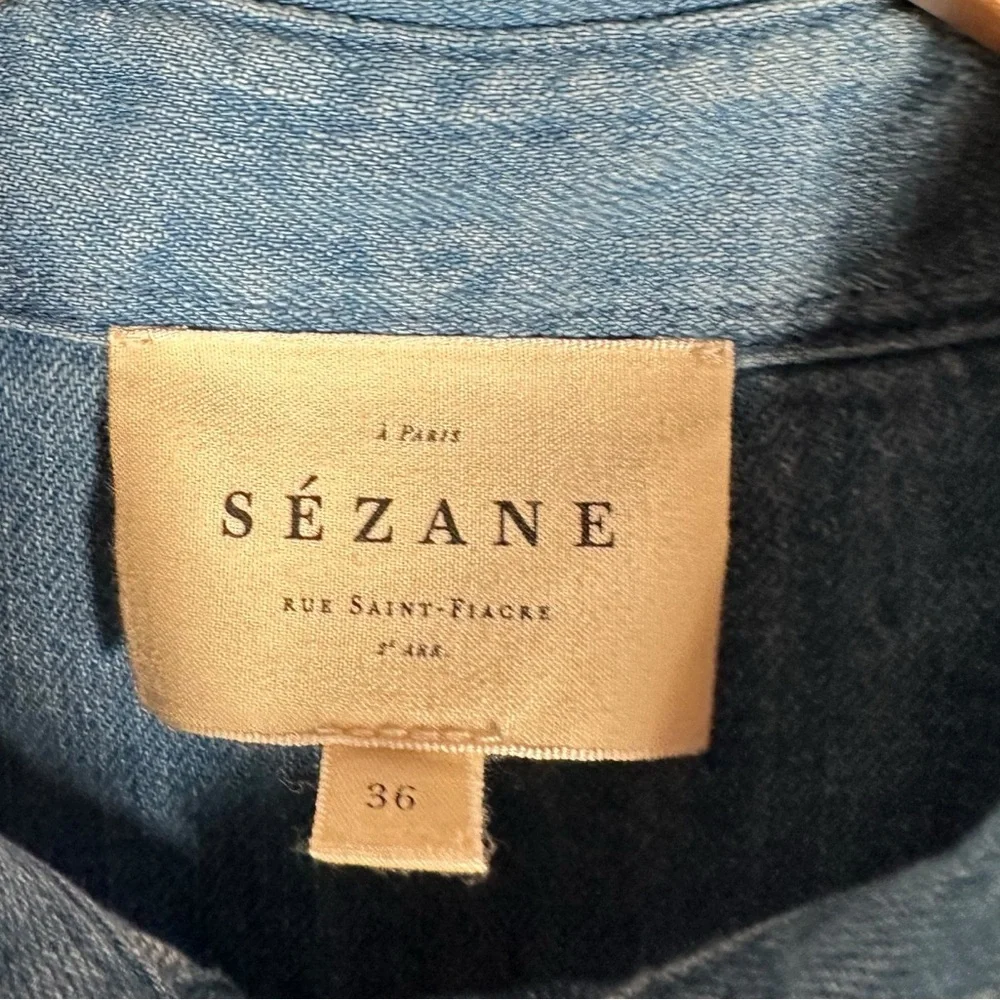 À PARIS
SÉZANE
RUE SAINT-FIACRE
2e ARR.
36